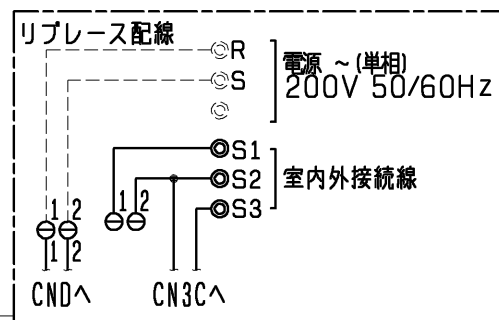 リプレース配線
R
電源 ~(単相)
S
200V 50/60Hz
S1
S2
室内外接続線
S3
1 2
1 2
1 2
CNDへ
CN3Cへ